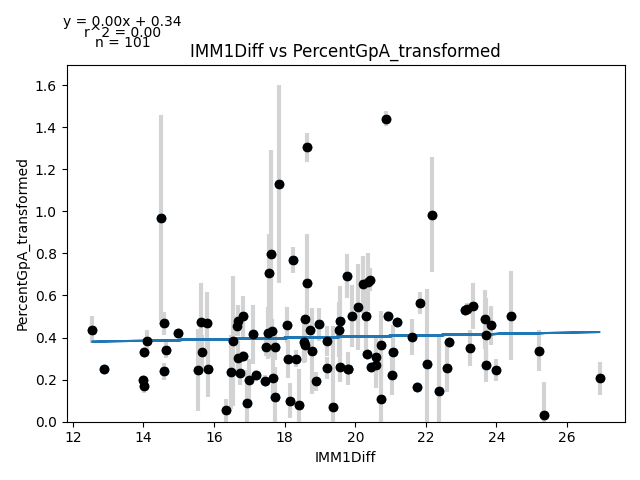 y = 0.00x + 0.34
r^2 = 0.00
n = 101
IMM1Diff vs PercentGpA_transformed
1.6
1.4
1.2
1.0
0.8
0.6
0.4
0.2
0.0
PercentGpA_transformed
12 14 16 18 20 22 24 26
IMM1Diff